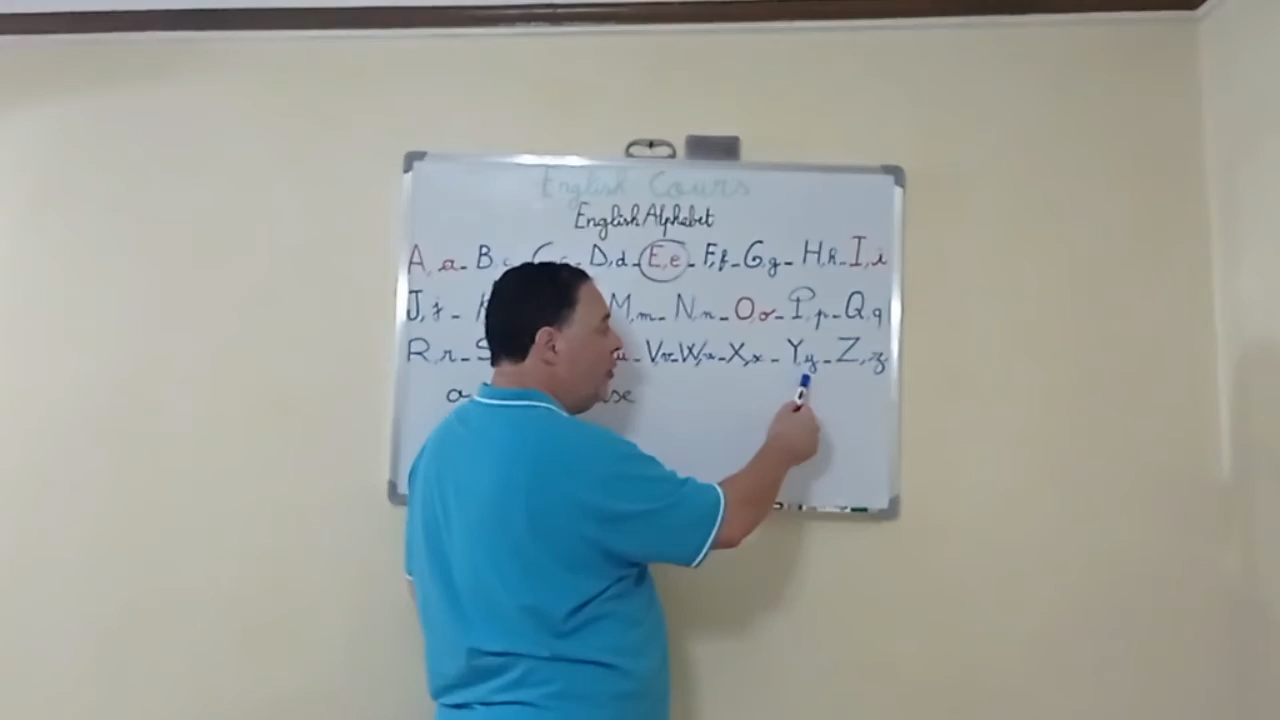 English Cours
English Alphabet
A, a - B, - D, d - E, e - F, f - G, g - H, h - I, i
J, j - M, m - N, n - O, o - P, p - Q, q
R, r - S u - V, v - W, w - X, x - Y, y - Z, z